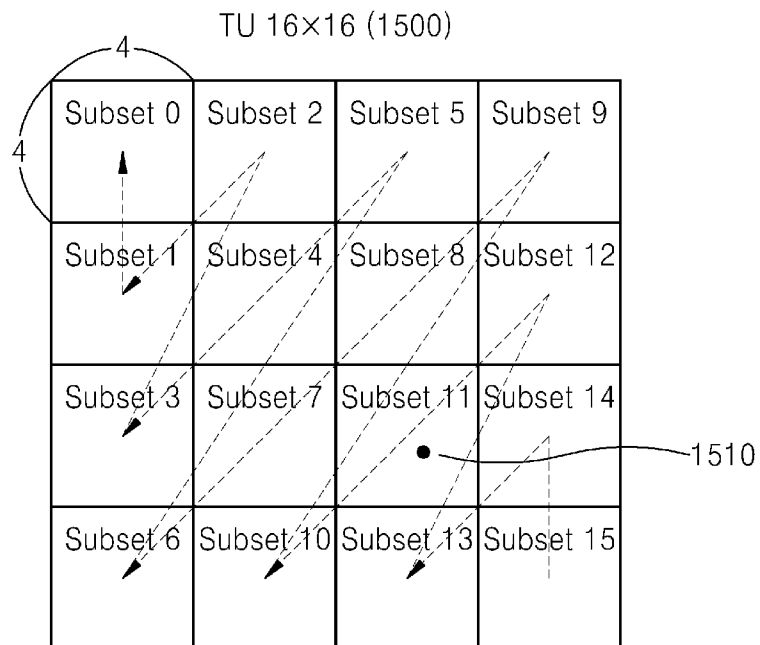 TU 16×16 (1500)
4
4
Subset 0 Subset 2 Subset 5 Subset 9
Subset 1 Subset 4 Subset 8 Subset 12
Subset 3 Subset 7 Subset 11 Subset 14
1510
Subset 6 Subset 10 Subset 13 Subset 15